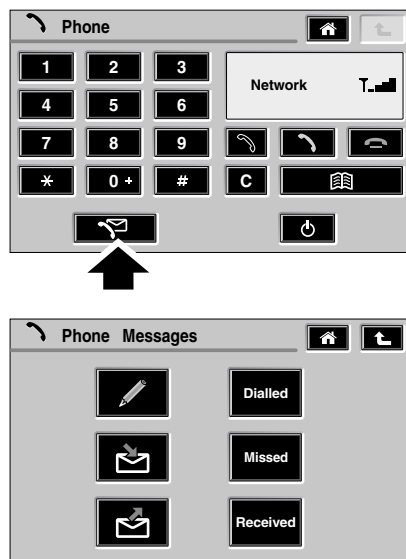 Phone
1 2 3
Network
4 5 6
7 8 9
* 0 + # C
Phone Messages
Dialled
Missed
Received